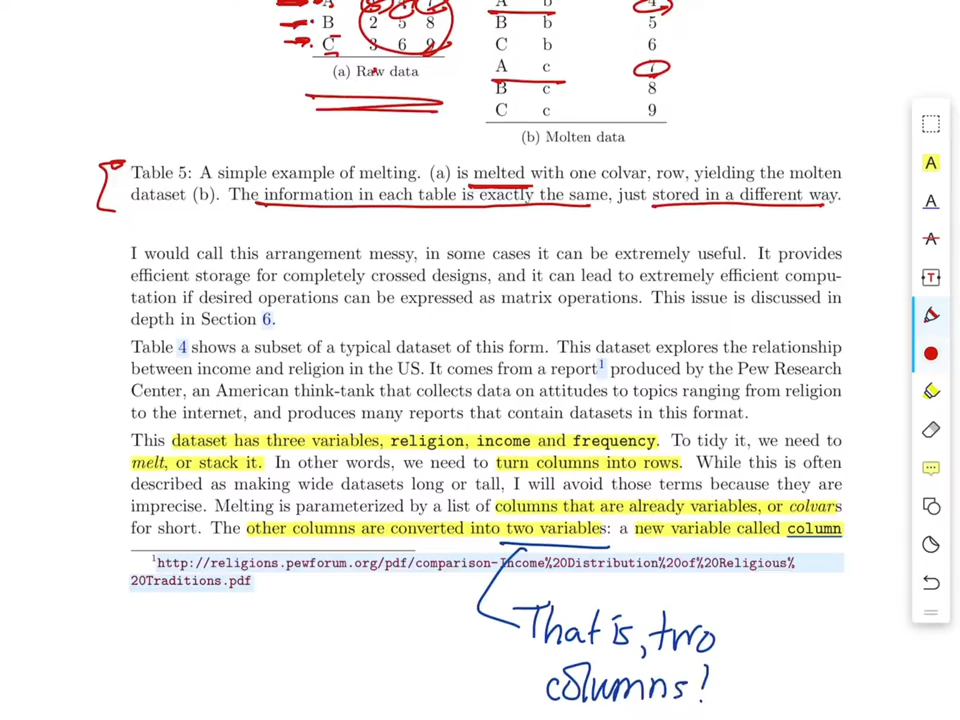 A b 4
B 2 5 8 B b 5
C 3 6 9 C b 6
(a) Raw data A c 7
B c 8
C c 9
(b) Molten data
Table 5: A simple example of melting. (a) is melted with one colvar, row, yielding the molten
dataset (b). The information in each table is exactly the same, just stored in a different way.
I would call this arrangement messy, in some cases it can be extremely useful. It provides
efficient storage for completely crossed designs, and it can lead to extremely efficient compu-
tation if desired operations can be expressed as matrix operations. This issue is discussed in
depth in Section 6.
Table 4 shows a subset of a typical dataset of this form. This dataset explores the relationship
between income and religion in the US. It comes from a report1 produced by the Pew Research
Center, an American think-tank that collects data on attitudes to topics ranging from religion
to the internet, and produces many reports that contain datasets in this format.
This dataset has three variables, religion, income and frequency. To tidy it, we need to
melt, or stack it. In other words, we need to turn columns into rows. While this is often
described as making wide datasets long or tall, I will avoid those terms because they are
imprecise. Melting is parameterized by a list of columns that are already variables, or colvars
for short. The other columns are converted into two variables: a new variable called column
1http://religions.pewforum.org/pdf/comparison-Income%20Distribution%20of%20Religious%
20Traditions.pdf
That is, two
columns!
A
A
A
T